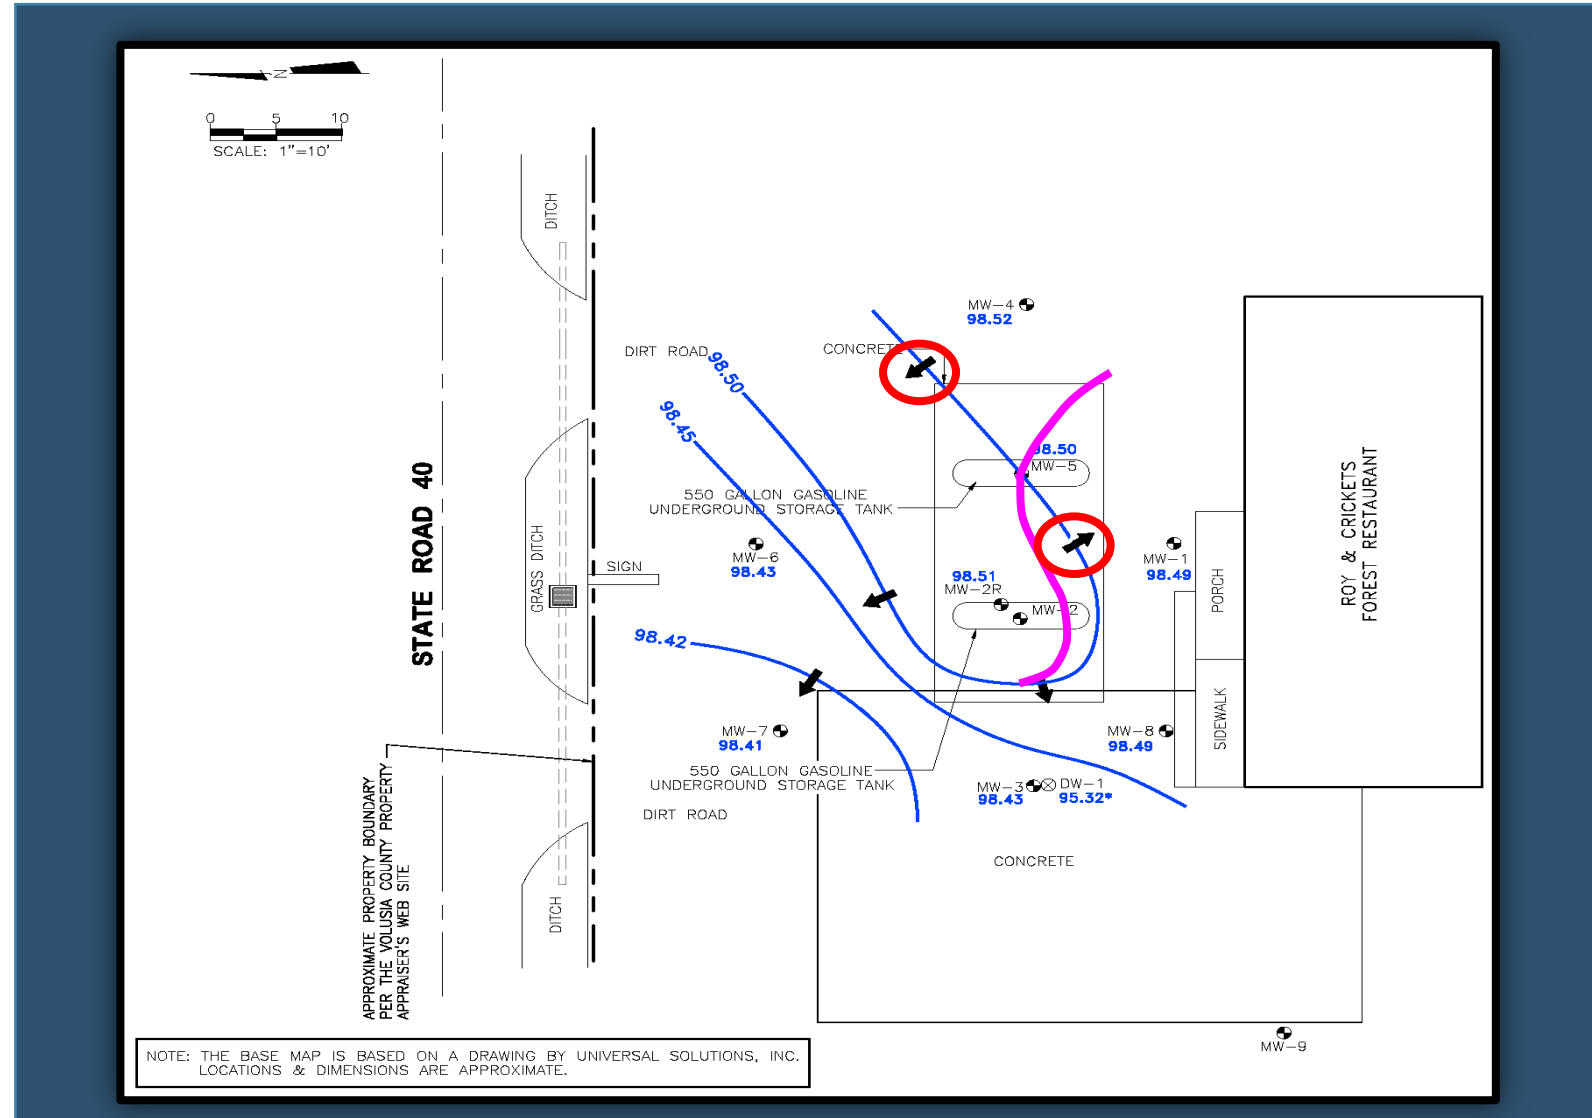 N
0 5 10
SCALE: 1"=10'
DITCH
MW-4
98.52
DIRT ROAD
98.50
CONCRETE
98.45
98.50
MW-5
STATE ROAD 40
550 GALLON GASOLINE
UNDERGROUND STORAGE TANK
ROY & CRICKETS
FOREST RESTAURANT
GRASS DITCH
SIGN
MW-6
98.43
MW-1
98.49
98.51
MW-2R
MW-2
PORCH
98.42
MW-7
98.41
MW-8
98.49
SIDEWALK
550 GALLON GASOLINE
UNDERGROUND STORAGE TANK
MW-3
98.43
DW-1
95.32*
DIRT ROAD
CONCRETE
APPROXIMATE PROPERTY BOUNDARY
PER THE VOLUSIA COUNTY PROPERTY
APPRAISER'S WEB SITE
DITCH
MW-9
NOTE: THE BASE MAP IS BASED ON A DRAWING BY UNIVERSAL SOLUTIONS, INC.
LOCATIONS & DIMENSIONS ARE APPROXIMATE.